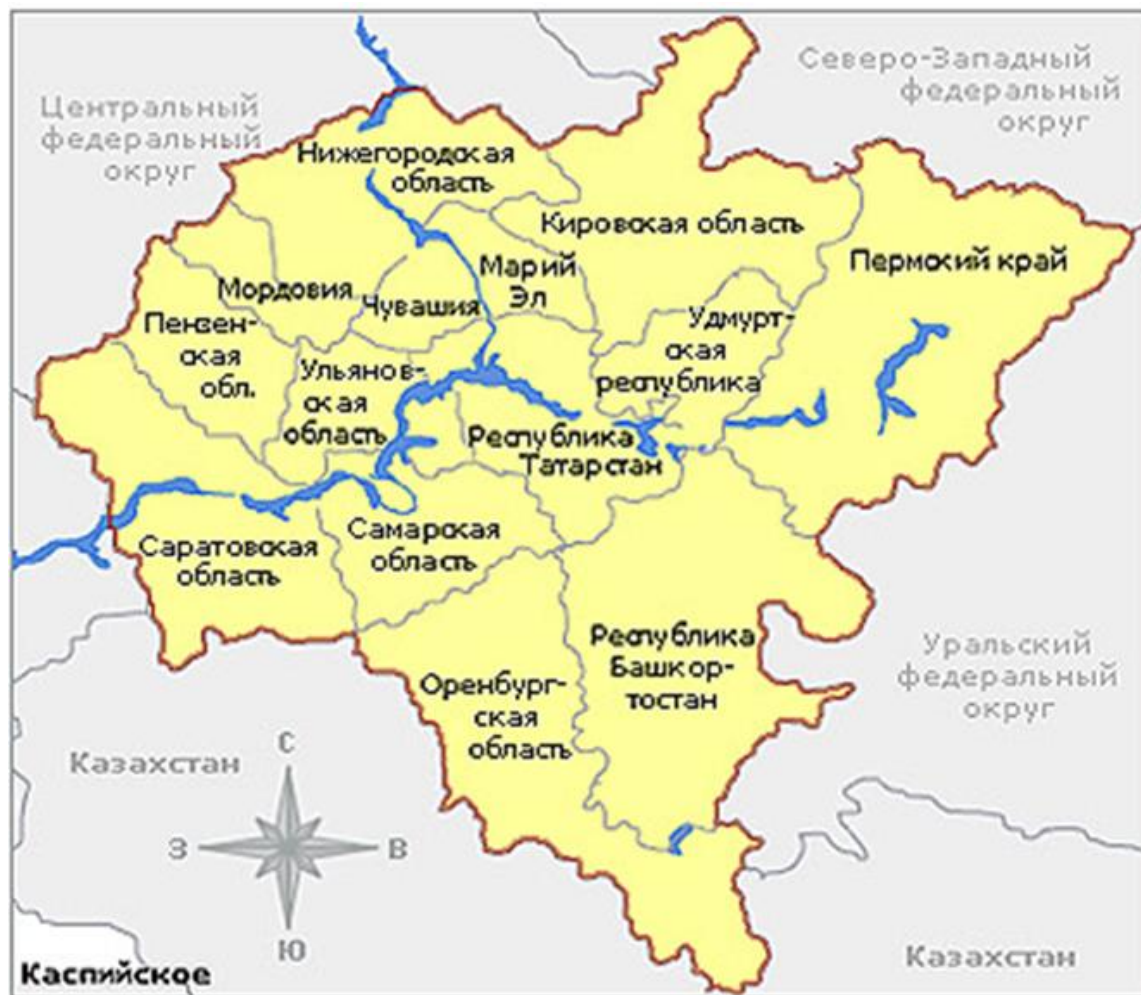 Северо-Западный
федеральный
округ
Центральный
федеральный
округ
Нижегородская
область
Кировская область
Пермский край
Марий
Эл
Мордовия
Чувашия
Удмурт-
ская
республика
Пензен-
ская
обл.
Ульянов-
ская
область
Республика
Татарстан
Самарская
область
Саратовская
область
Республика
Башкор-
тостан
Оренбург-
ская
область
Уральский
федеральный
округ
Казахстан
С
З
В
Ю
Казахстан
Каспийское